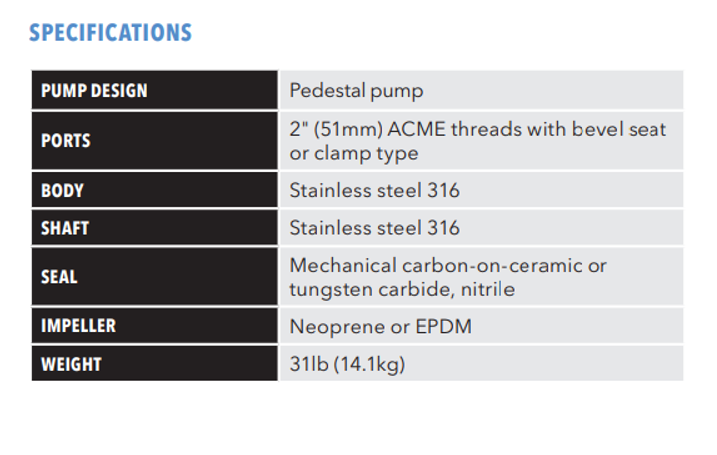 SPECIFICATIONS
PUMP DESIGN Pedestal pump
PORTS 2" (51mm) ACME threads with bevel seat
or clamp type
BODY Stainless steel 316
SHAFT Stainless steel 316
SEAL Mechanical carbon-on-ceramic or
tungsten carbide, nitrile
IMPELLER Neoprene or EPDM
WEIGHT 31lb (14.1kg)